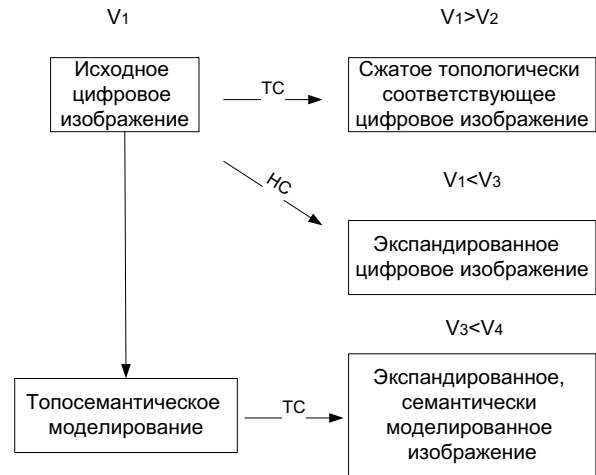 V1
V1>V2
Исходное
цифровое
изображение
ТС
Сжатое топологически
соответствующее
цифровое изображение
НС
V1<V3
Экспандированное
цифровое изображение
V3<V4
Топосемантическое
моделирование
ТС
Экспандированное,
семантически
моделированное
изображение